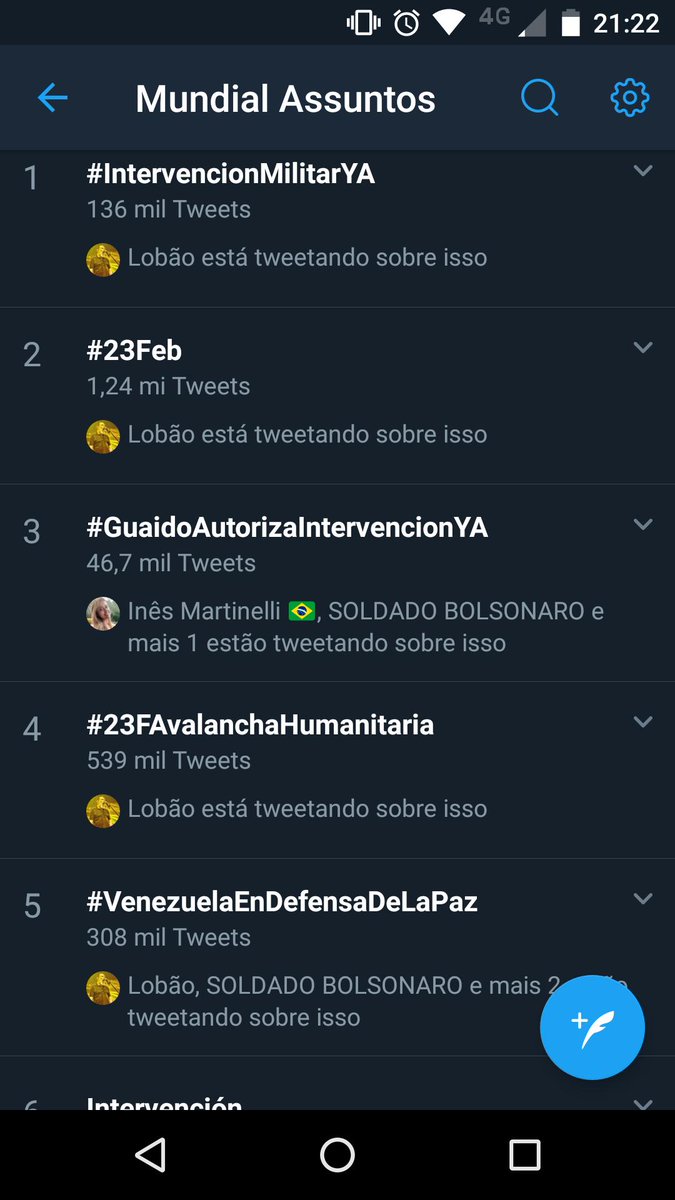 4G 21:22
Mundial Assuntos
1
#IntervencionMilitarYA
136 mil Tweets
Lobão está tweetando sobre isso
2
#23Feb
1,24 mi Tweets
Lobão está tweetando sobre isso
3
#GuaidoAutorizaIntervencionYA
46,7 mil Tweets
Inês Martinelli 🇧🇷, SOLDADO BOLSONARO e
mais 1 estão tweetando sobre isso
4
#23FAvalanchaHumanitaria
539 mil Tweets
Lobão está tweetando sobre isso
5
#VenezuelaEnDefensaDeLaPaz
308 mil Tweets
Lobão, SOLDADO BOLSONARO e mais 2
tweetando sobre isso
6
Intervención